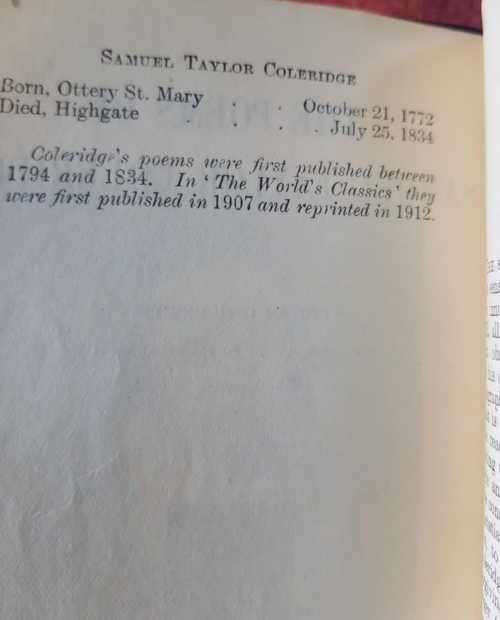 SAMUEL TAYLOR COLERIDGE
Born, Ottery St. Mary . . October 21, 1772
Died, Highgate . . . . July 25, 1834
Coleridge's poems were first published between
1794 and 1834. In 'The World's Classics' they
were first published in 1907 and reprinted in 1912.